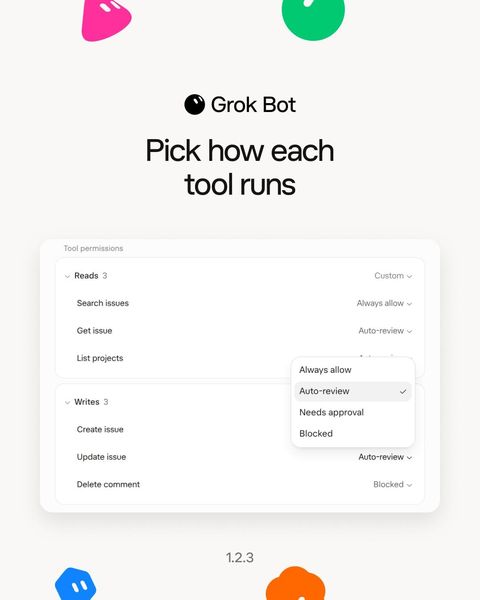 Grok Bot
Pick how each
tool runs
Tool permissions
Reads 3
Custom
Search issues
Always allow
Get issue
Auto-review
List projects
Always allow
Auto-review
Needs approval
Blocked
Writes 3
Create issue
Update issue
Auto-review
Delete comment
Blocked
1.2.3